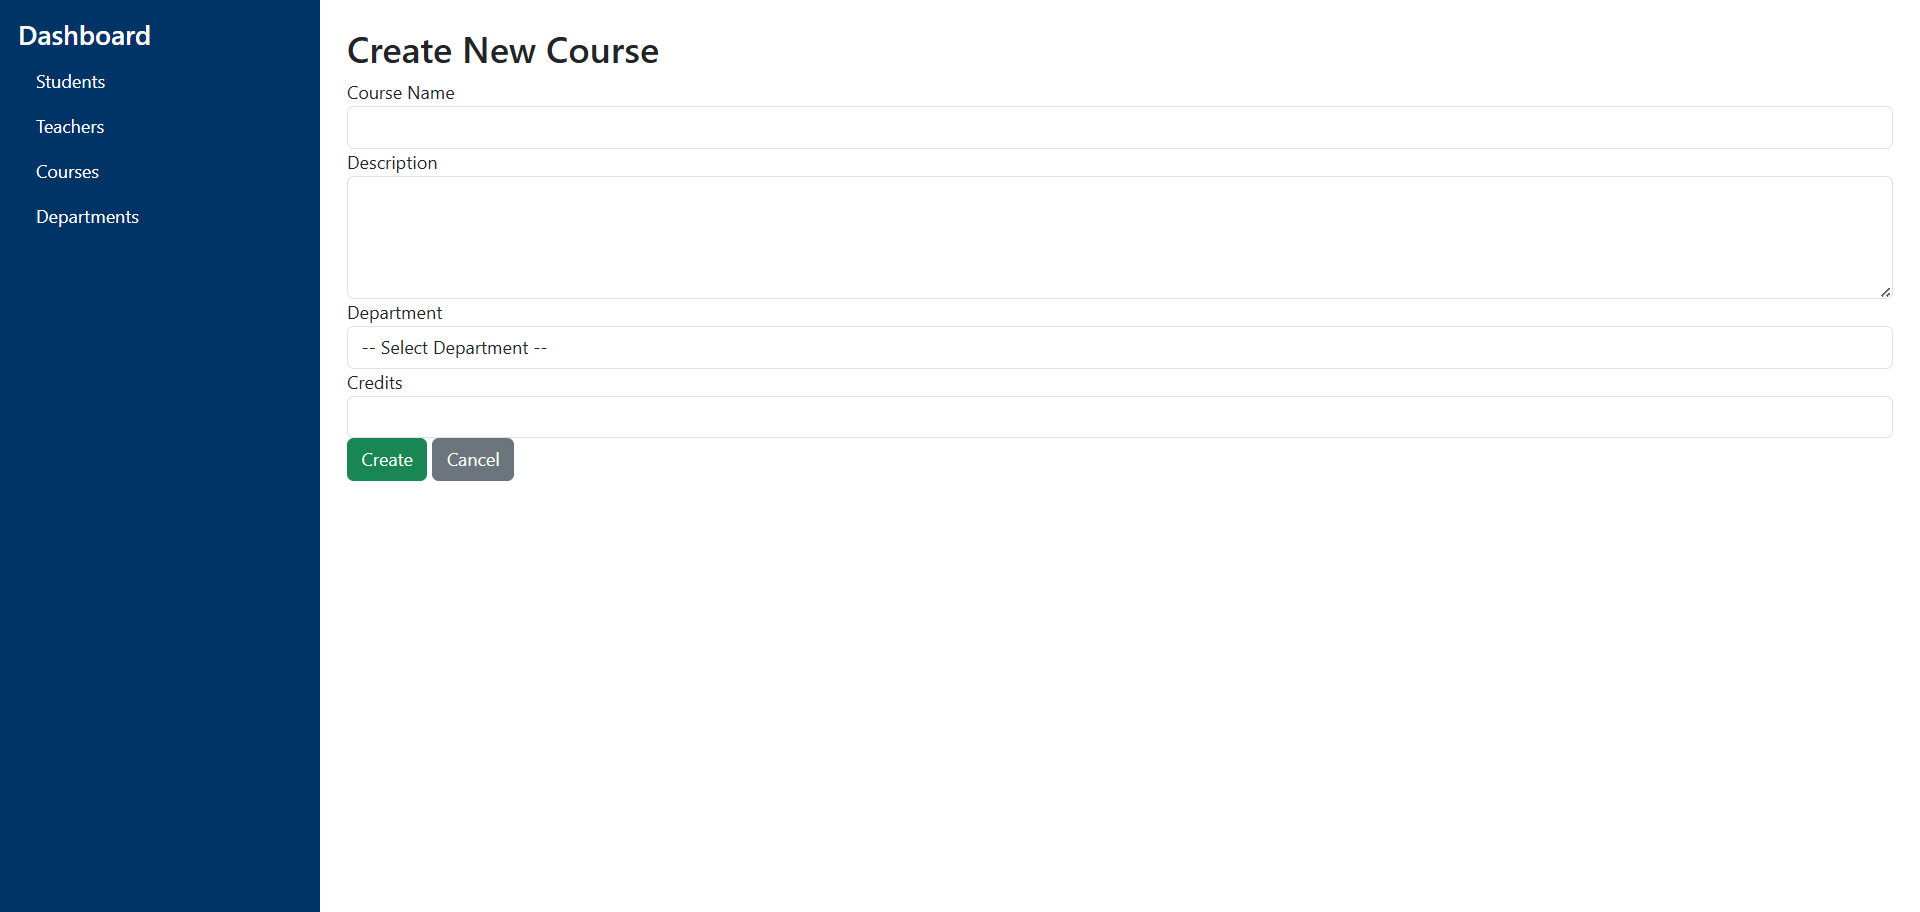 Dashboard
Students
Teachers
Courses
Departments
Create New Course
Course Name
Description
Department
-- Select Department --
Credits
Create Cancel